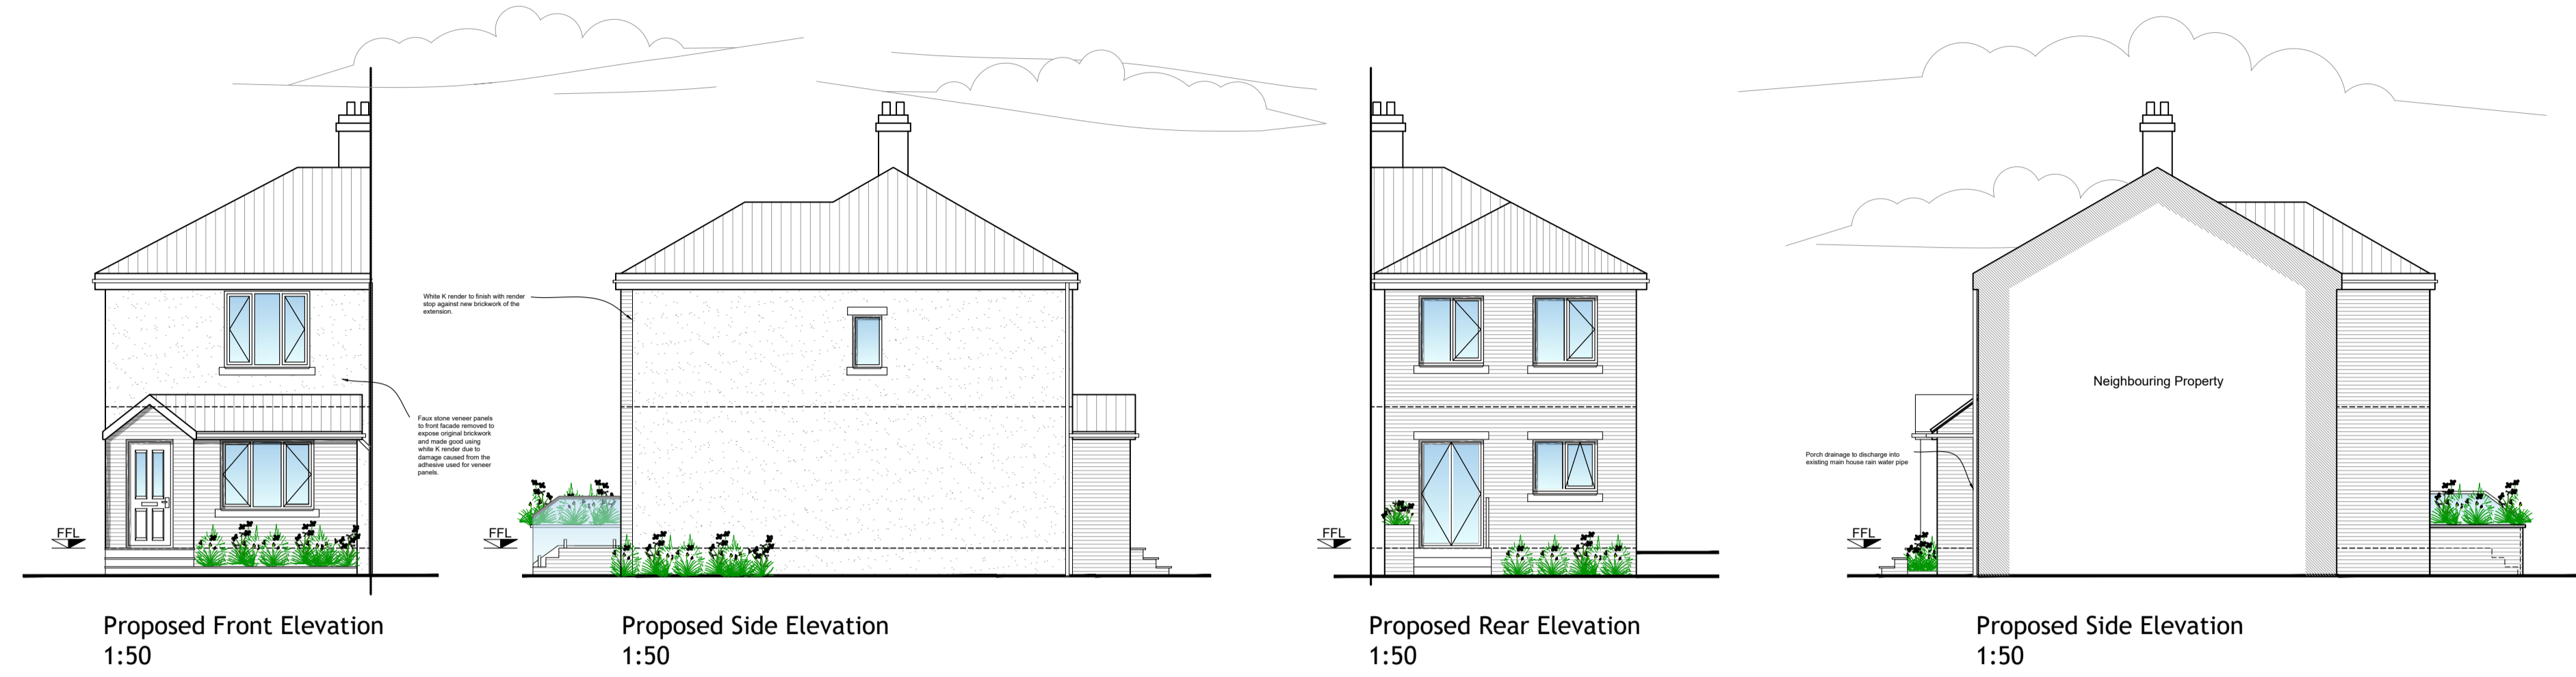 White K render to finish with render
stop against new brickwork of the
extension.
Faux stone veneer panels
to front facade removed to
expose original brickwork
and made good using
white K render due to
damage caused from the
adhesive used for veneer
panels.
Neighbouring Property
Porch drainage to discharge into
existing main house rain water pipe
FFL
FFL
FFL
FFL
Proposed Front Elevation
1:50
Proposed Side Elevation
1:50
Proposed Rear Elevation
1:50
Proposed Side Elevation
1:50